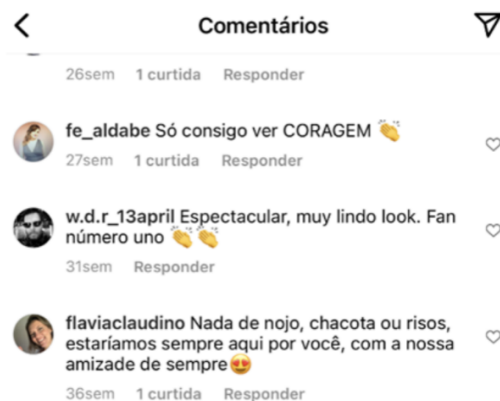 Comentários
26sem 1 curtida Responder
fe_aldabe Só consigo ver CORAGEM 👏
27sem 1 curtida Responder
w.d.r_13april Espectacular, muy lindo look. Fan
número uno 👏👏
31sem Responder
flaviaclaudino Nada de nojo, chacota ou risos,
estaríamos sempre aqui por você, com a nossa
amizade de sempre😍
36sem 1 curtida Responder